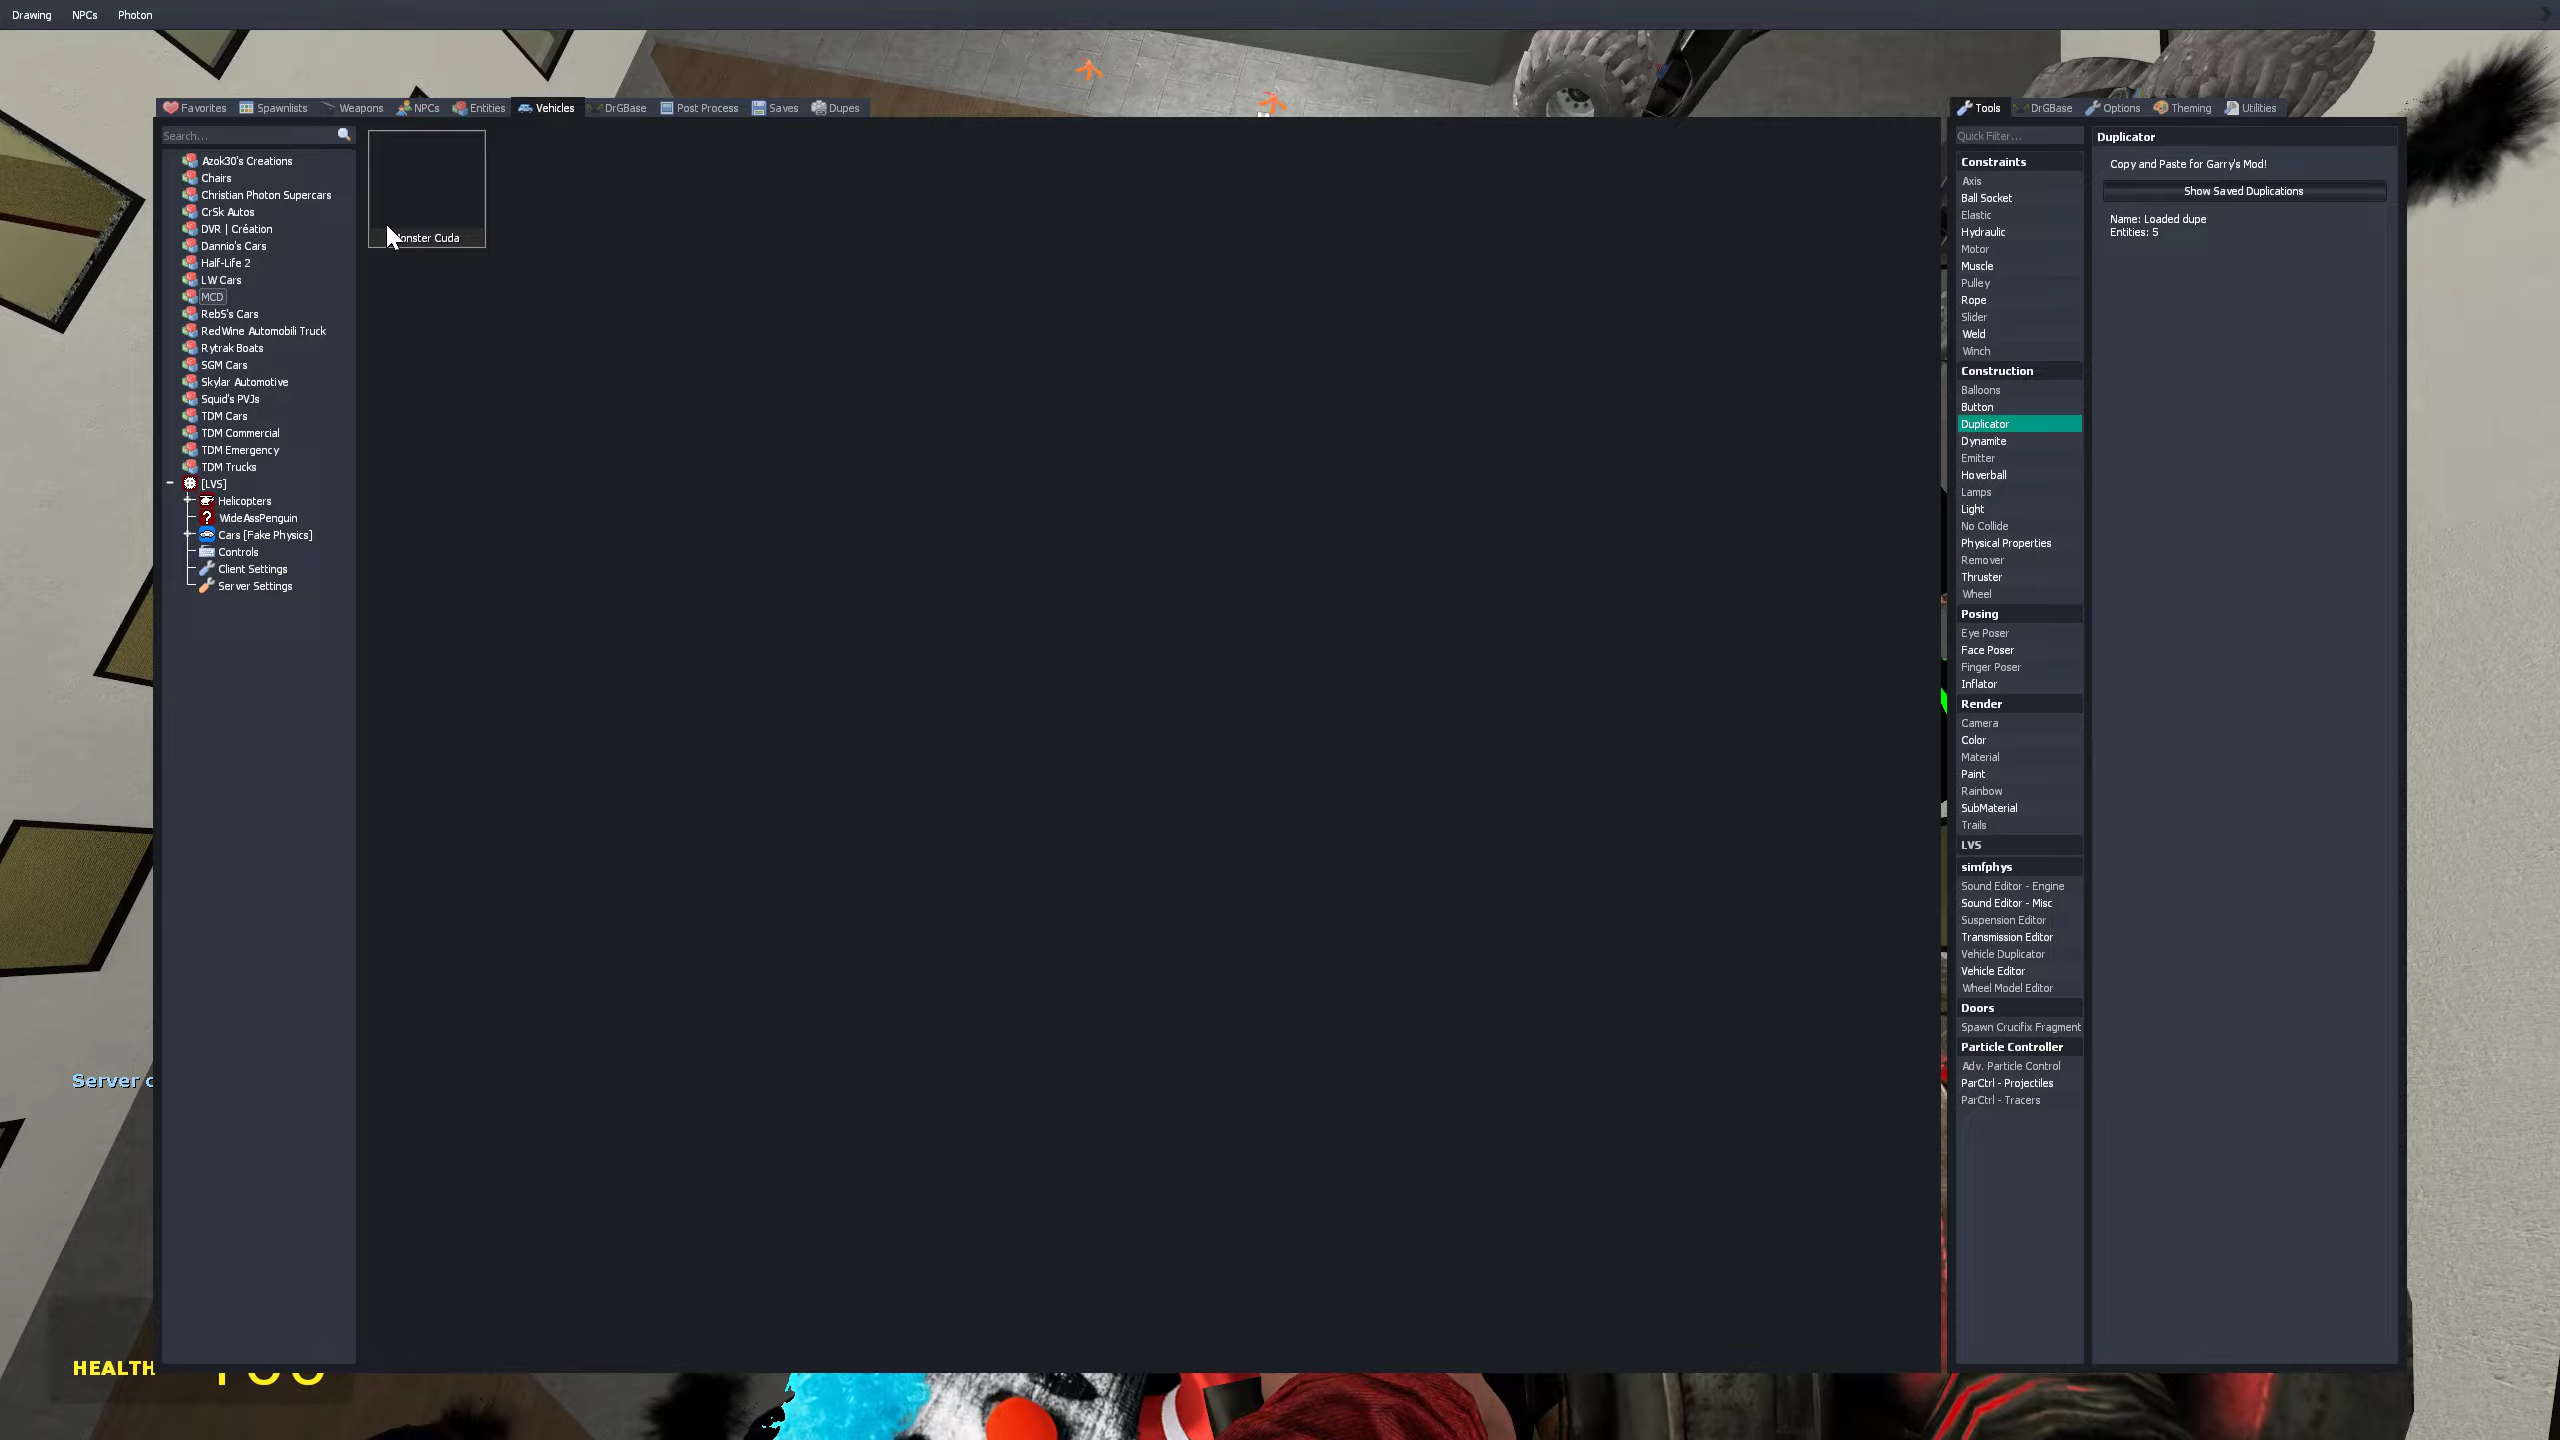 Drawing NPCs Photon
Favorites Spawnlists Weapons NPCs Entities Vehicles DrGBase Post Process Saves Dupes
Search...
Azok30's Creations
Chairs
Christian Photon Supercars
CrSk Autos
DVR | Création
Dannio's Cars
Half-Life 2
LW Cars
MCD
RebS's Cars
RedWine Automobili Truck
Rytrak Boats
SGM Cars
Skylar Automotive
Squid's PVJs
TDM Cars
TDM Commercial
TDM Emergency
TDM Trucks
[LVS]
Helicopters
WideAssPenguin
Cars [Fake Physics]
Controls
Client Settings
Server Settings
Cuda
Server
HEALTH
Tools DrGBase Options Theming Utilities
Quick Filter...
Constraints
Axis
Ball Socket
Elastic
Hydraulic
Motor
Muscle
Pulley
Rope
Slider
Weld
Winch
Construction
Balloons
Button
Duplicator
Dynamite
Emitter
Hoverball
Lamps
Light
No Collide
Physical Properties
Remover
Thruster
Wheel
Posing
Eye Poser
Face Poser
Finger Poser
Inflator
Render
Camera
Color
Material
Paint
Rainbow
SubMaterial
Trails
LVS
simfphys
Sound Editor - Engine
Sound Editor - Misc
Suspension Editor
Transmission Editor
Vehicle Duplicator
Vehicle Editor
Wheel Model Editor
Doors
Spawn Crucifix Fragment
Particle Controller
Adv. Particle Control
ParCtrl - Projectiles
ParCtrl - Tracers
Duplicator
Copy and Paste for Garry's Mod!
Show Saved Duplications
Name: Loaded dupe
Entities: 5